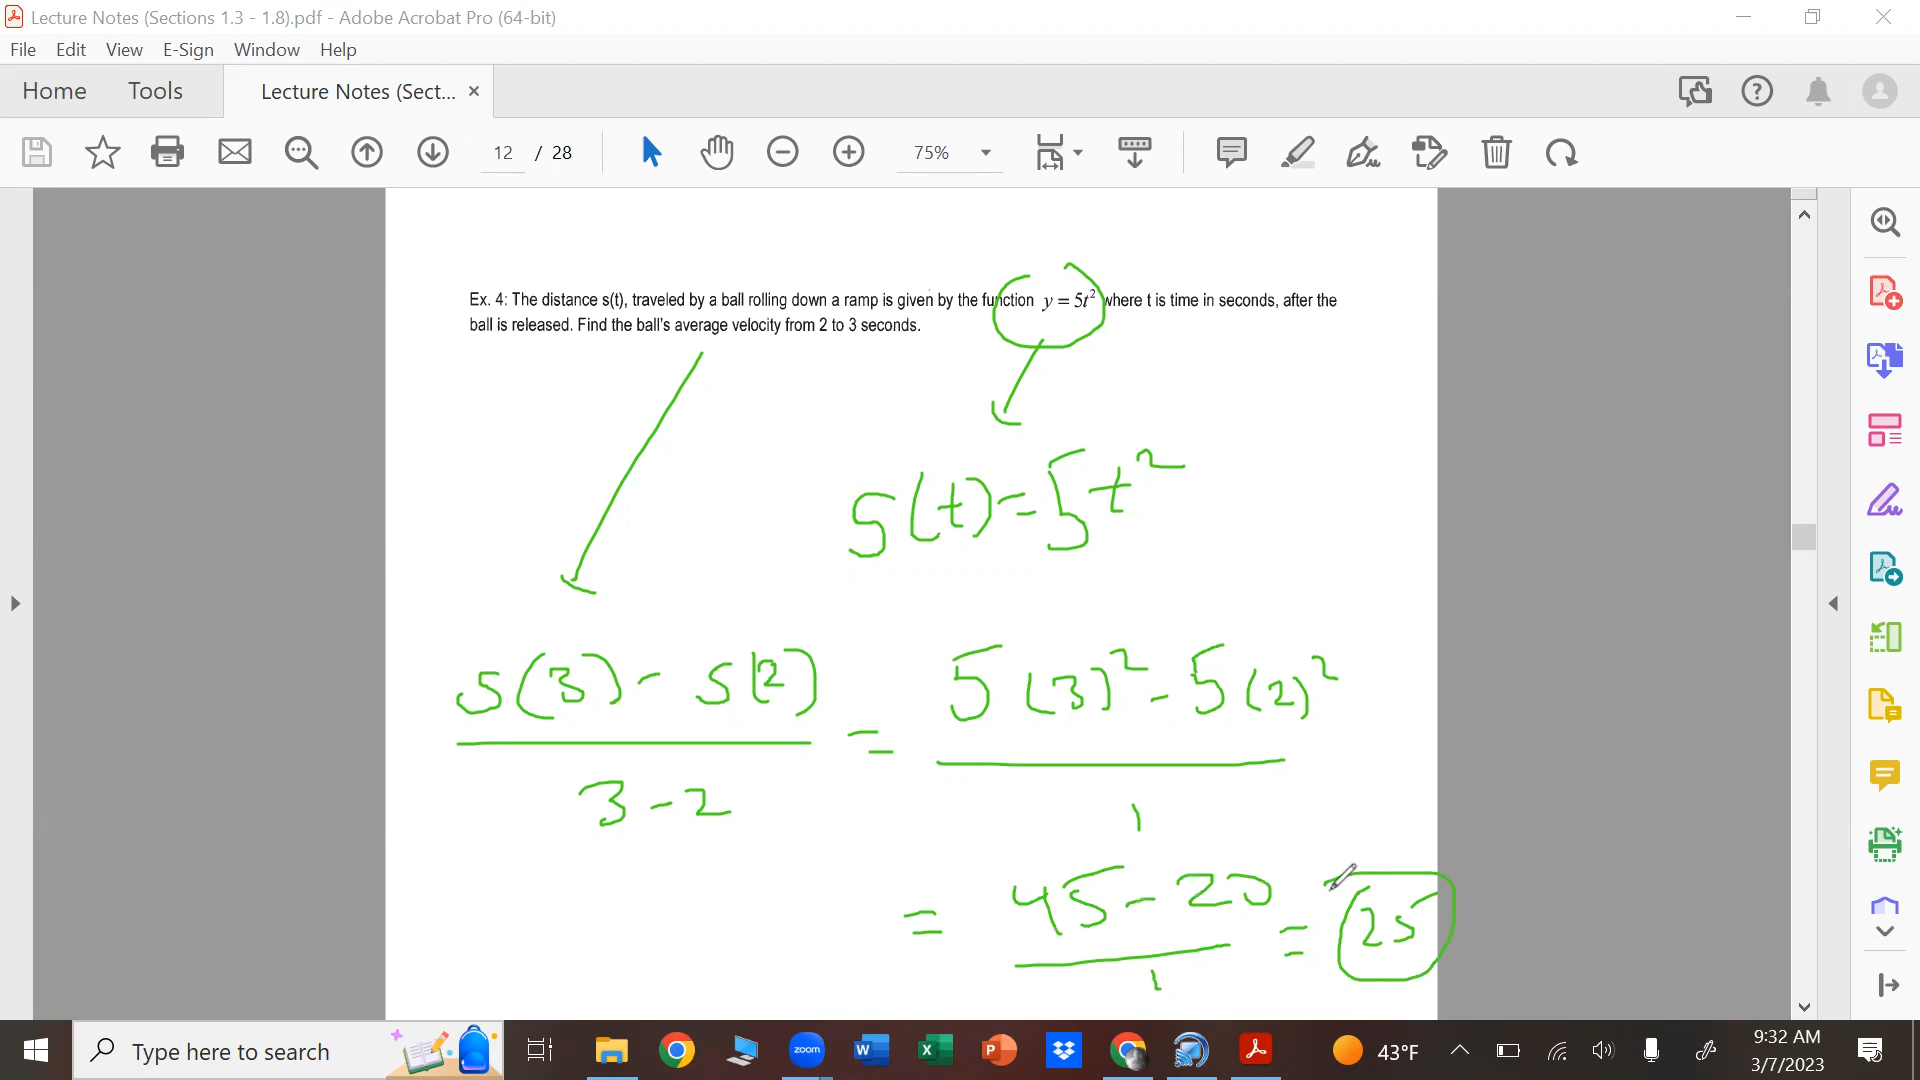 Lecture Notes (Sections 1.3 - 1.8).pdf - Adobe Acrobat Pro (64-bit)
File Edit View E-Sign Window Help
Home Tools Lecture Notes (Sect... ×
12 / 28 75%
Ex. 4: The distance s(t), traveled by a ball rolling down a ramp is given by the function y = 5t² where t is time in seconds, after the
ball is released. Find the ball's average velocity from 2 to 3 seconds.
s(t) = 5t²
s(3) - s(2) = 5(3)² - 5(2)²
3 - 2
1
= 45 - 20 = 25
1
Type here to search
zoom
43°F
9:32 AM
3/7/2023